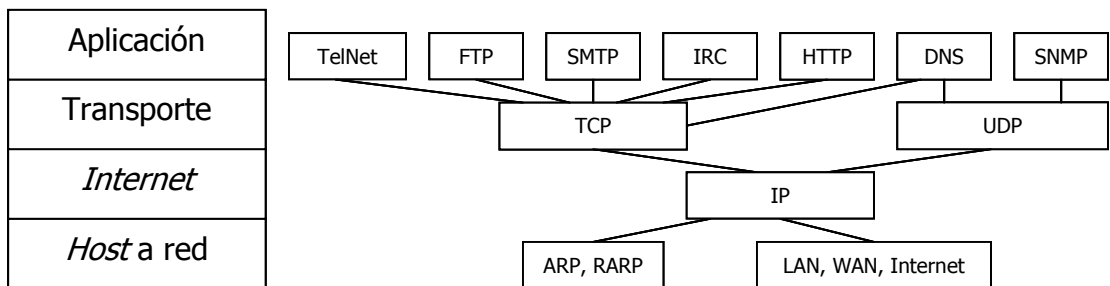 Aplicación
Transporte
Internet
Host a red
TelNet
FTP
SMTP
IRC
HTTP
DNS
SNMP
TCP
UDP
IP
ARP, RARP
LAN, WAN, Internet